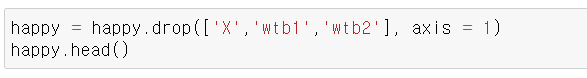 happy = happy.drop(['X','wtb1','wtb2'], axis = 1)
happy.head()